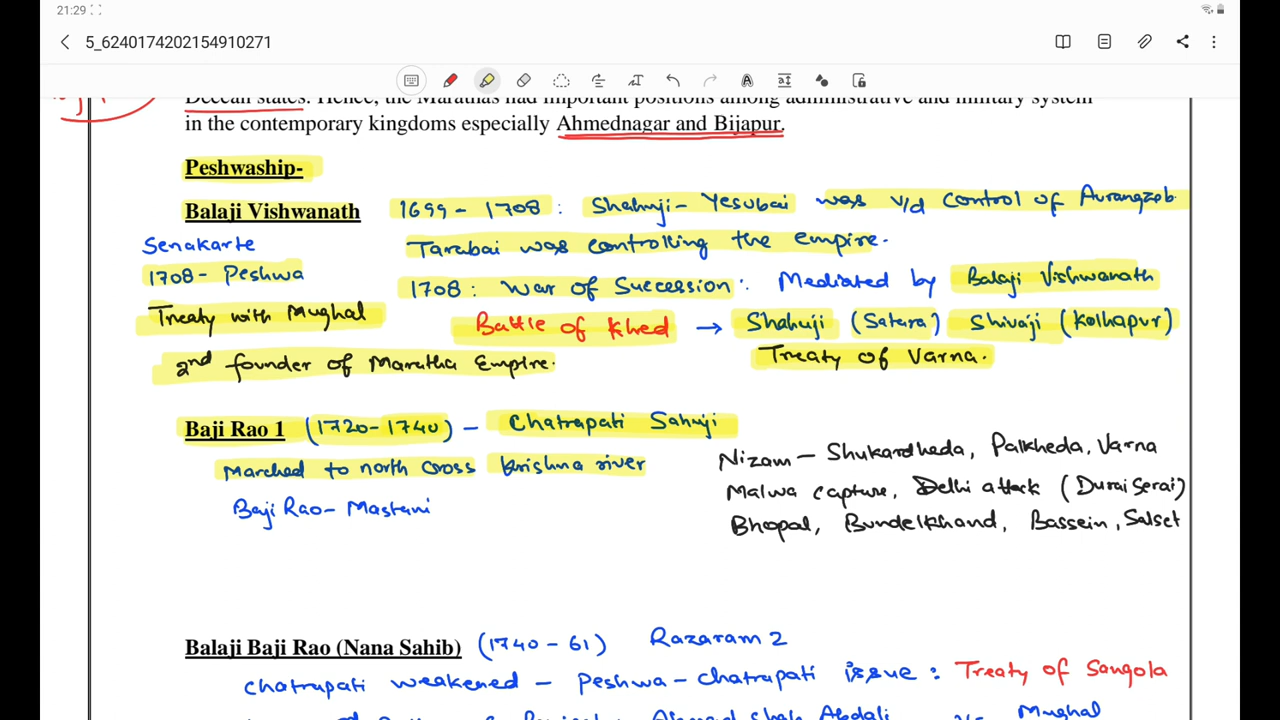 21:29
5_6240174202154910271
Deccan states. Hence, the Marathas had important positions among administrative and military system
in the contemporary kingdoms especially Ahmednagar and Bijapur.
Peshwaship-
Balaji Vishwanath 1699 - 1708 : Shahuji - Yesubai was v/d control of Aurangzeb
Senakarte Tarabai was controlling the empire.
1708 - Peshwa 1708 : War of Succession : Mediated by Balaji Vishwanath
Treaty with Mughal Battle of Khed → Shahuji (Satara) Shivaji (Kolhapur)
2nd founder of Maratha Empire. Treaty of Varna.
Baji Rao 1 (1720-1740) - Chatrapati Sahuji
Marched to north cross Krishna river
Nizam - Shukardheda, Palkheda, Varna
Baji Rao - Mastani
Malwa capture, Delhi attack (Durai Serai)
Bhopal, Bundelkhand, Bassein, Salset
Balaji Baji Rao (Nana Sahib) (1740-61) Razaram 2
Chatrapati weakened - Peshwa - Chatrapati issue : Treaty of Sangola
Ahmad Shah Abdali Mughal